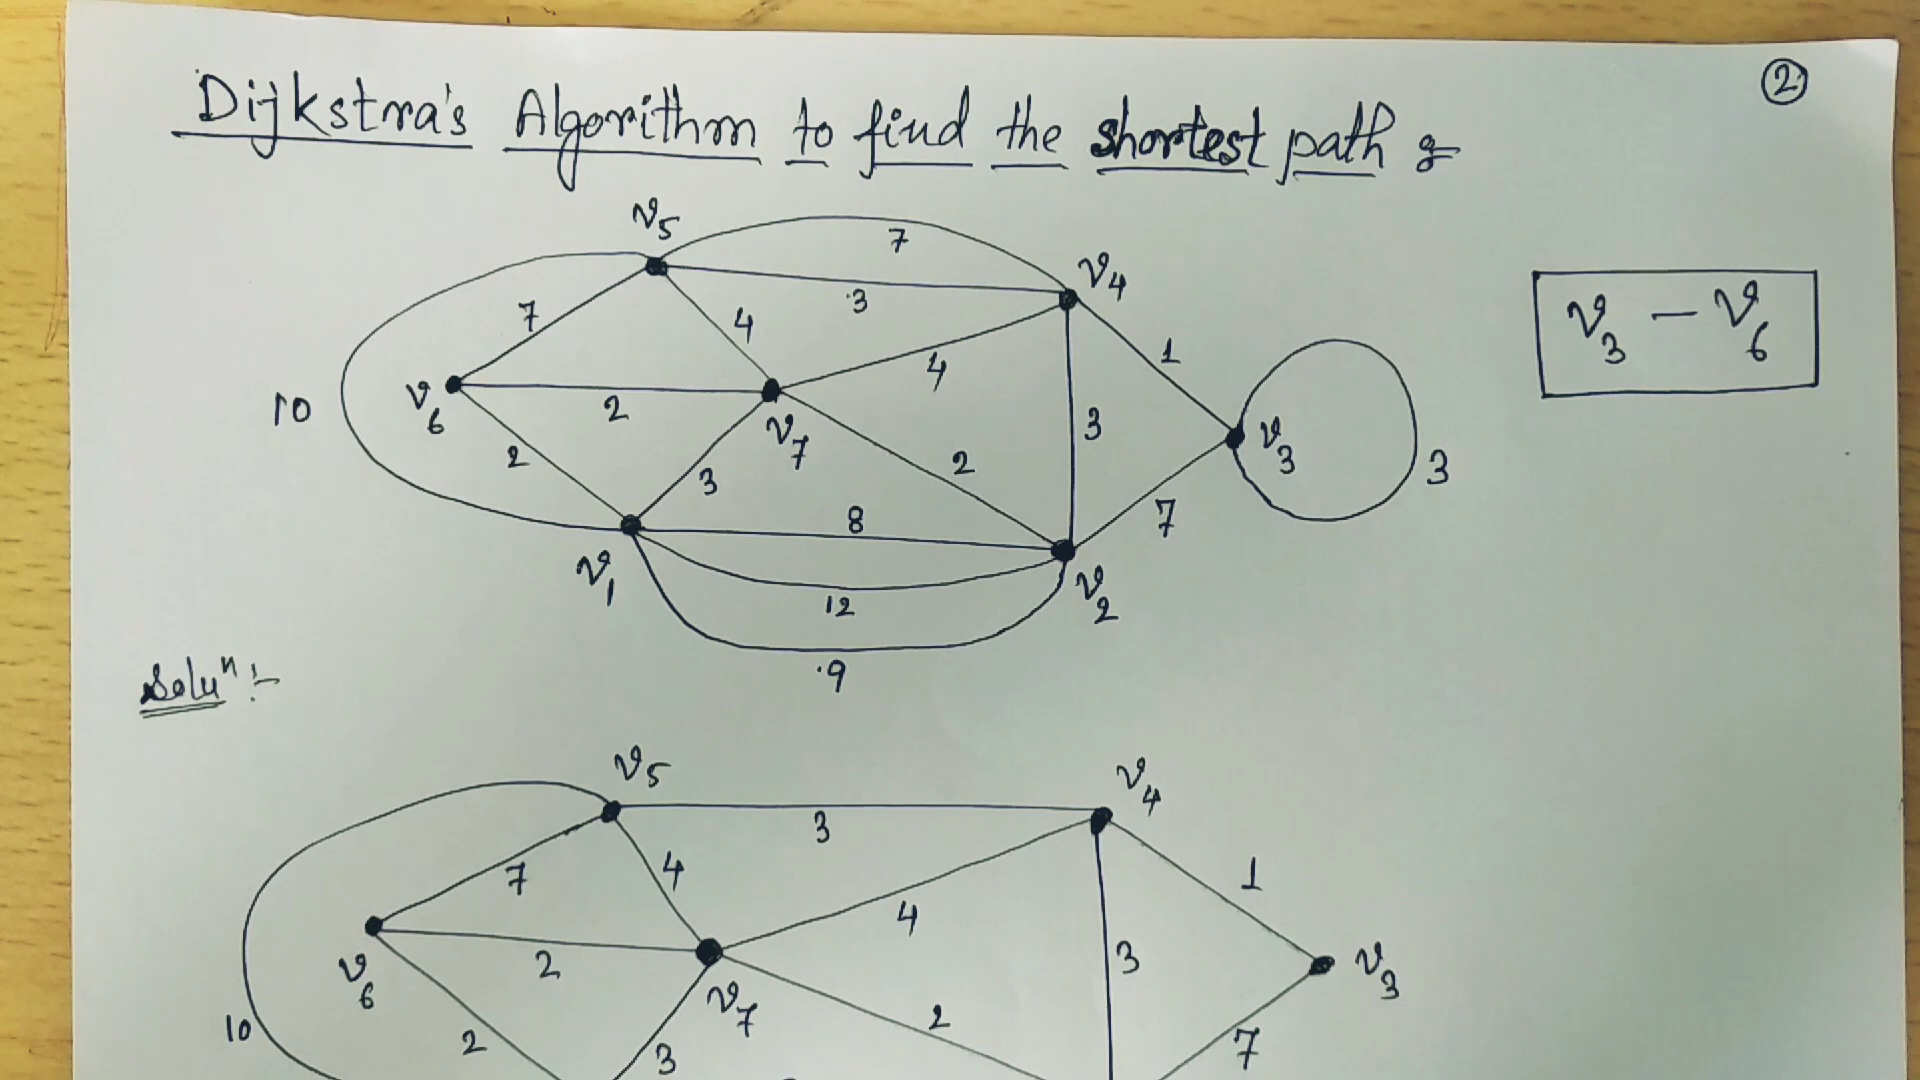 2
Dijkstra's Algorithm to find the shortest path :-
v5
7
v4
v3 - v6
7
4
3
1
4
10
v6
2
v7
3
v3
3
2
3
2
8
7
v1
12
v2
9
Soluⁿ :-
v5
v4
3
7
4
1
4
v6
2
v7
3
v3
10
2
3
2
7